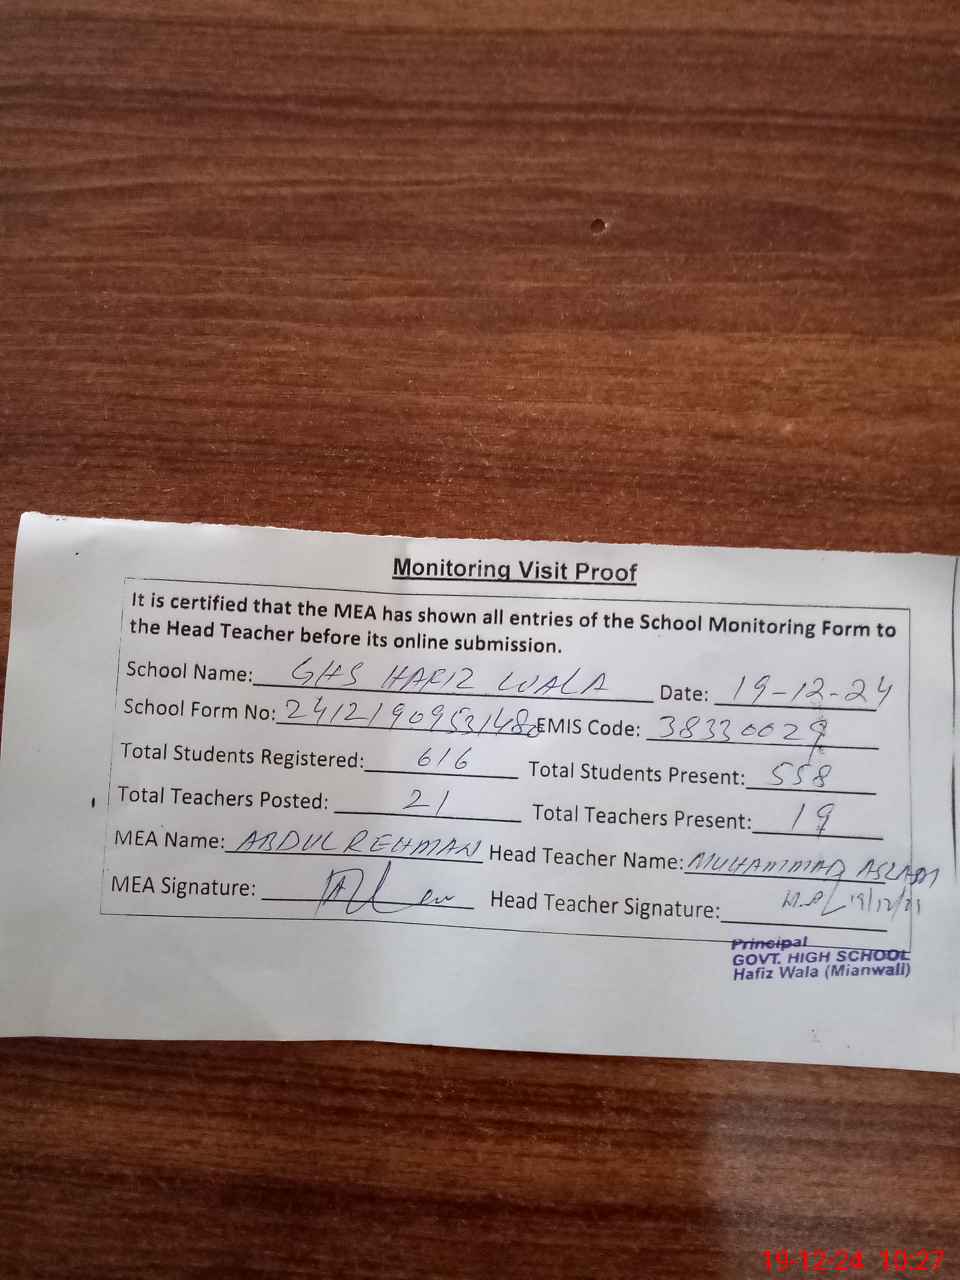 Monitoring Visit Proof
It is certified that the MEA has shown all entries of the School Monitoring Form to
the Head Teacher before its online submission.
School Name: GHS HAFIZ WALA Date: 19-12-24
School Form No: 24121909531480 EMIS Code: 38330029
Total Students Registered: 616 Total Students Present: 558
Total Teachers Posted: 21 Total Teachers Present: 19
MEA Name: ABDUL REHMAN Head Teacher Name: MUHAMMAD ASLAM
MEA Signature: Head Teacher Signature: 19/12/
Principal
GOVT. HIGH SCHOOL
Hafiz Wala (Mianwali)
19-12-24 10:27